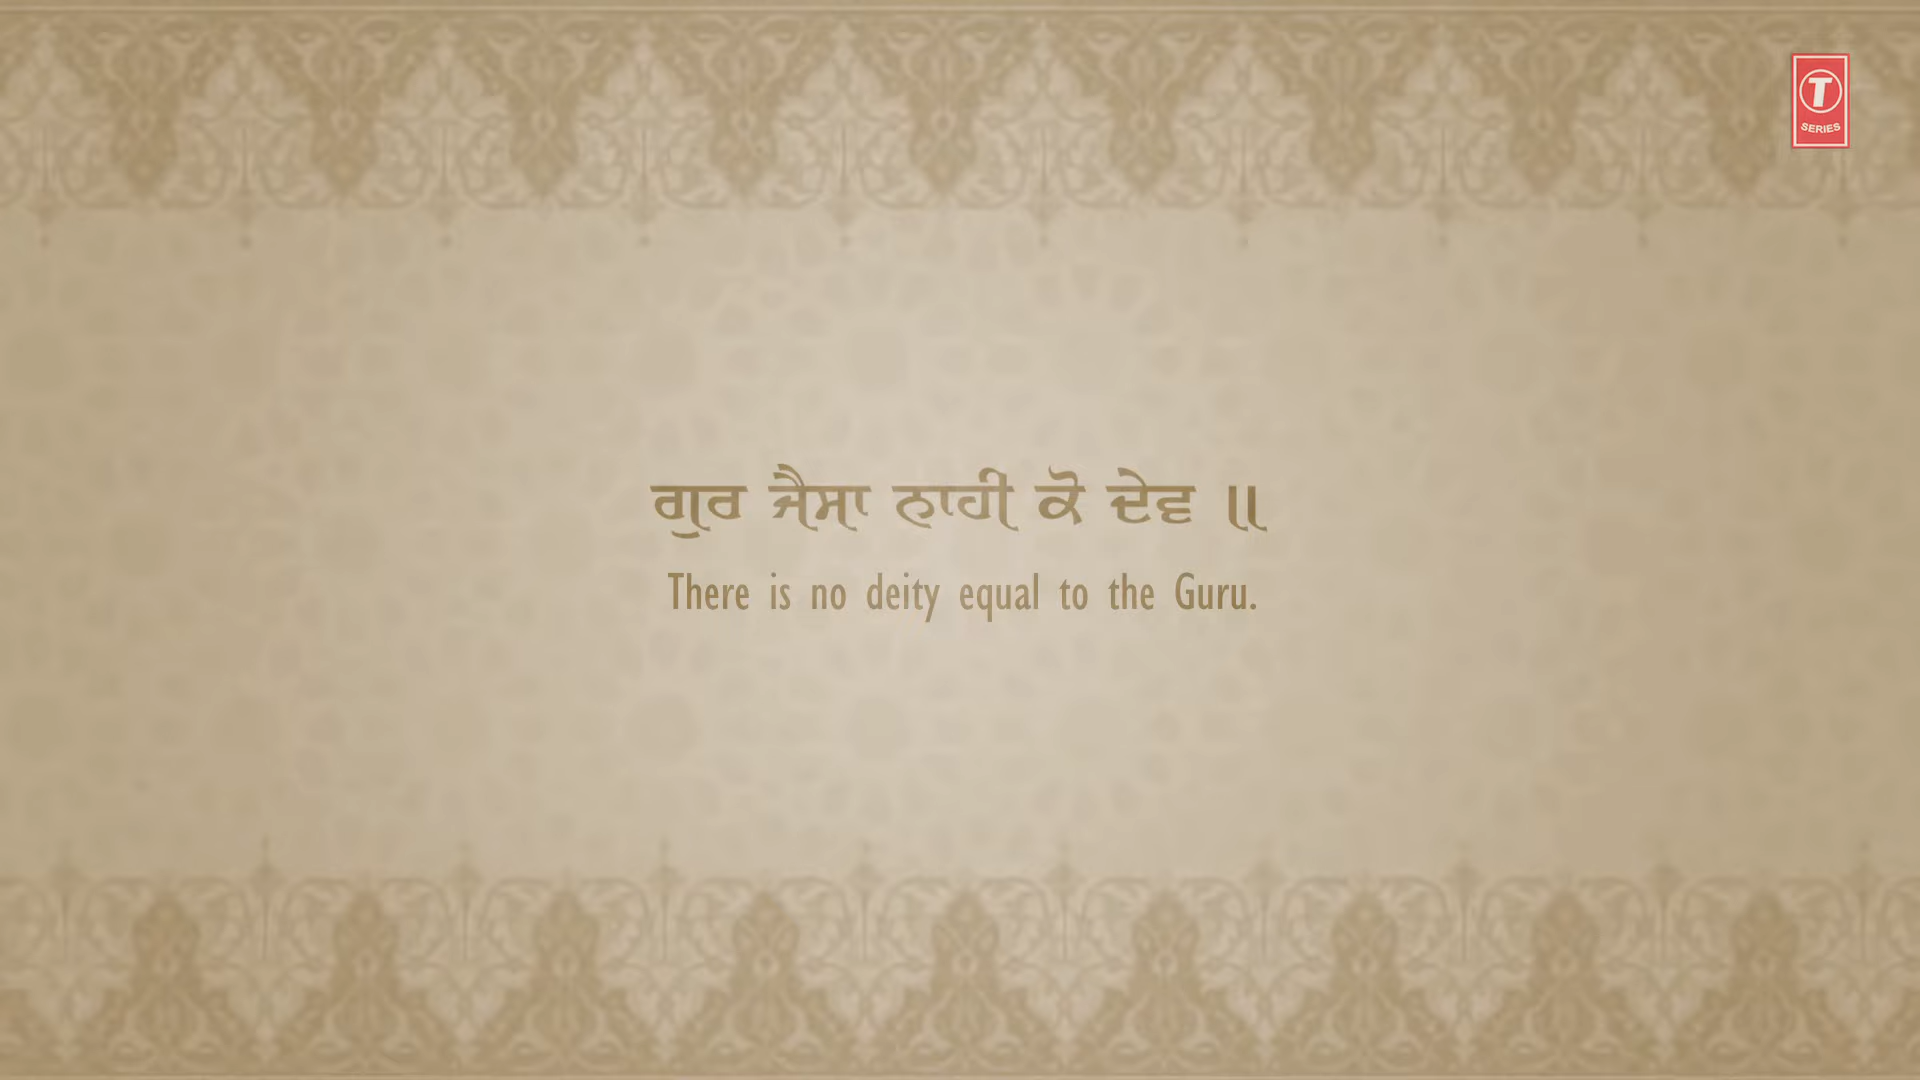 T
SERIES
ਗੁਰ ਜੈਸਾ ਨਾਹੀ ਕੋ ਦੇਵ ॥
There is no deity equal to the Guru.